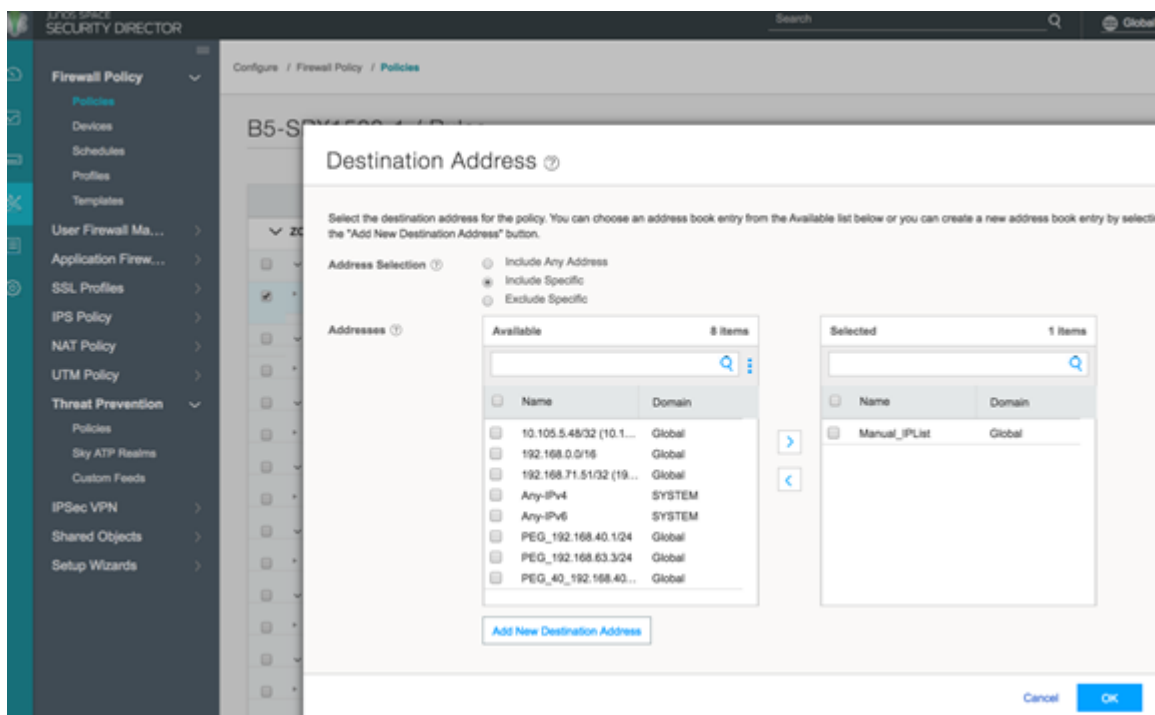 JUNOS SPACE
SECURITY DIRECTOR
Search
Global
Firewall Policy
Policies
Devices
Schedules
Profiles
Templates
User Firewall Ma...
Application Firew...
SSL Profiles
IPS Policy
NAT Policy
UTM Policy
Threat Prevention
Policies
Sky ATP Realms
Custom Feeds
IPSec VPN
Shared Objects
Setup Wizards
Configure / Firewall Policy / Policies
Destination Address ?
Select the destination address for the policy. You can choose an address book entry from the Available list below or you can create a new address book entry by selecti
the "Add New Destination Address" button.
Address Selection ?
Include Any Address
Include Specific
Exclude Specific
Addresses ?
Available 8 items
Name Domain
10.105.5.48/32 (10.1... Global
192.168.0.0/16 Global
192.168.71.51/32 (19... Global
Any-IPv4 SYSTEM
Any-IPv6 SYSTEM
PEG_192.168.40.1/24 Global
PEG_192.168.63.3/24 Global
PEG_40_192.168.40... Global
Selected 1 items
Name Domain
Manual_IPList Global
Add New Destination Address
Cancel OK